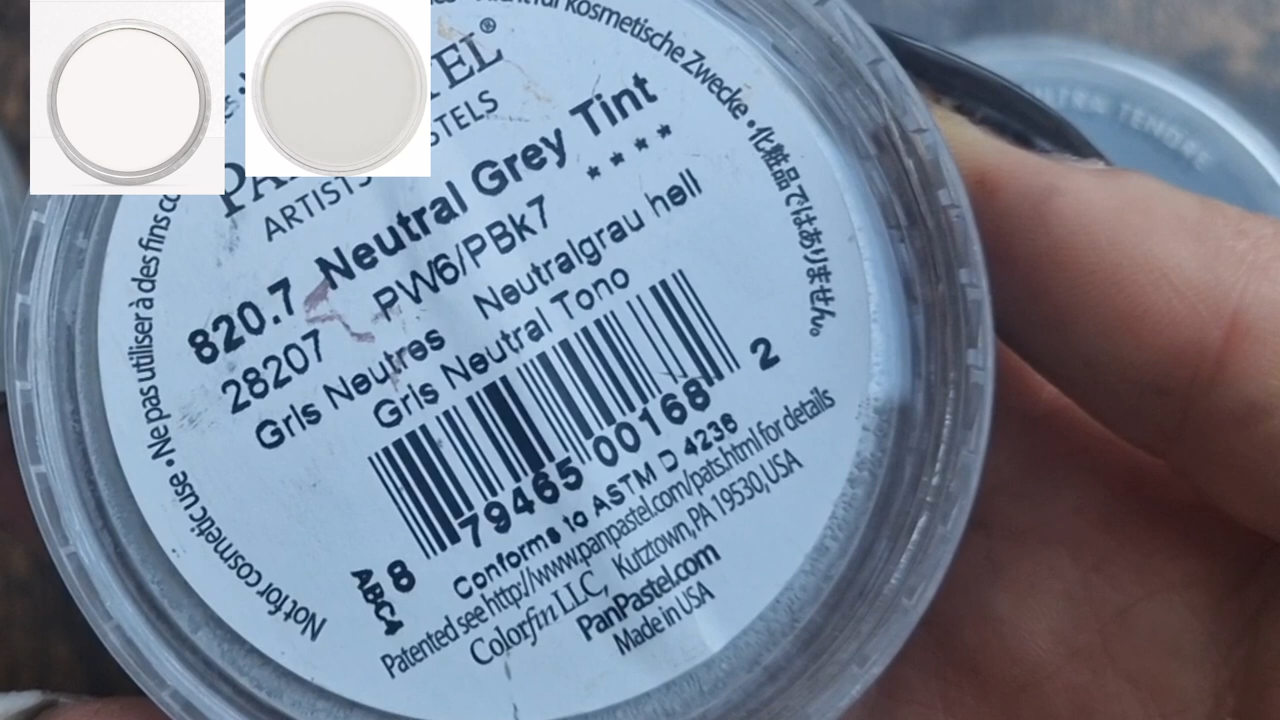 Nicht für kosmetische Zwecke • 化粧品ではありません。
Not for cosmetic use • Ne pas utiliser à des fins
®
ARTISTS
820.7 Neutral Grey Tint
****
28207 PW6/PBk7
Gris Neutres Neutralgrau hell
Gris Neutral Tono
8 79465 00168 2
Conforms to ASTM D 4236
Patented see http://www.panpastel.com/pats.html for details
Colorfin LLC, Kutztown, PA 19530, USA
PanPastel.com
Made in USA